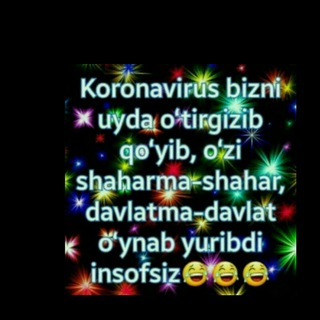 Koronavirus bizni
uyda o‘tirgizib
qo‘yib, o‘zi
shaharma-shahar,
davlatma-davlat
o‘ynab yuribdi
insofsiz😂😂😂